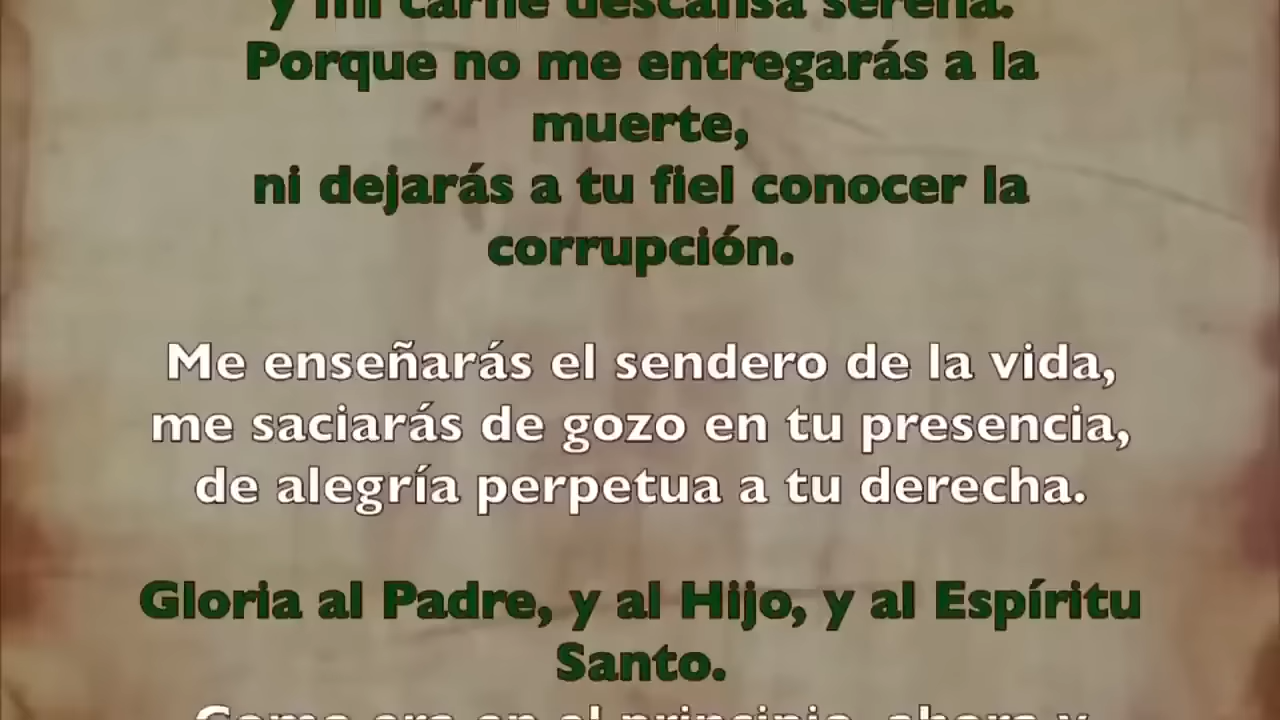 y mi carne descansa serena.
Porque no me entregarás a la
muerte,
ni dejarás a tu fiel conocer la
corrupción.
Me enseñarás el sendero de la vida,
me saciarás de gozo en tu presencia,
de alegría perpetua a tu derecha.
Gloria al Padre, y al Hijo, y al Espíritu
Santo.
Como era en el principio, ahora y